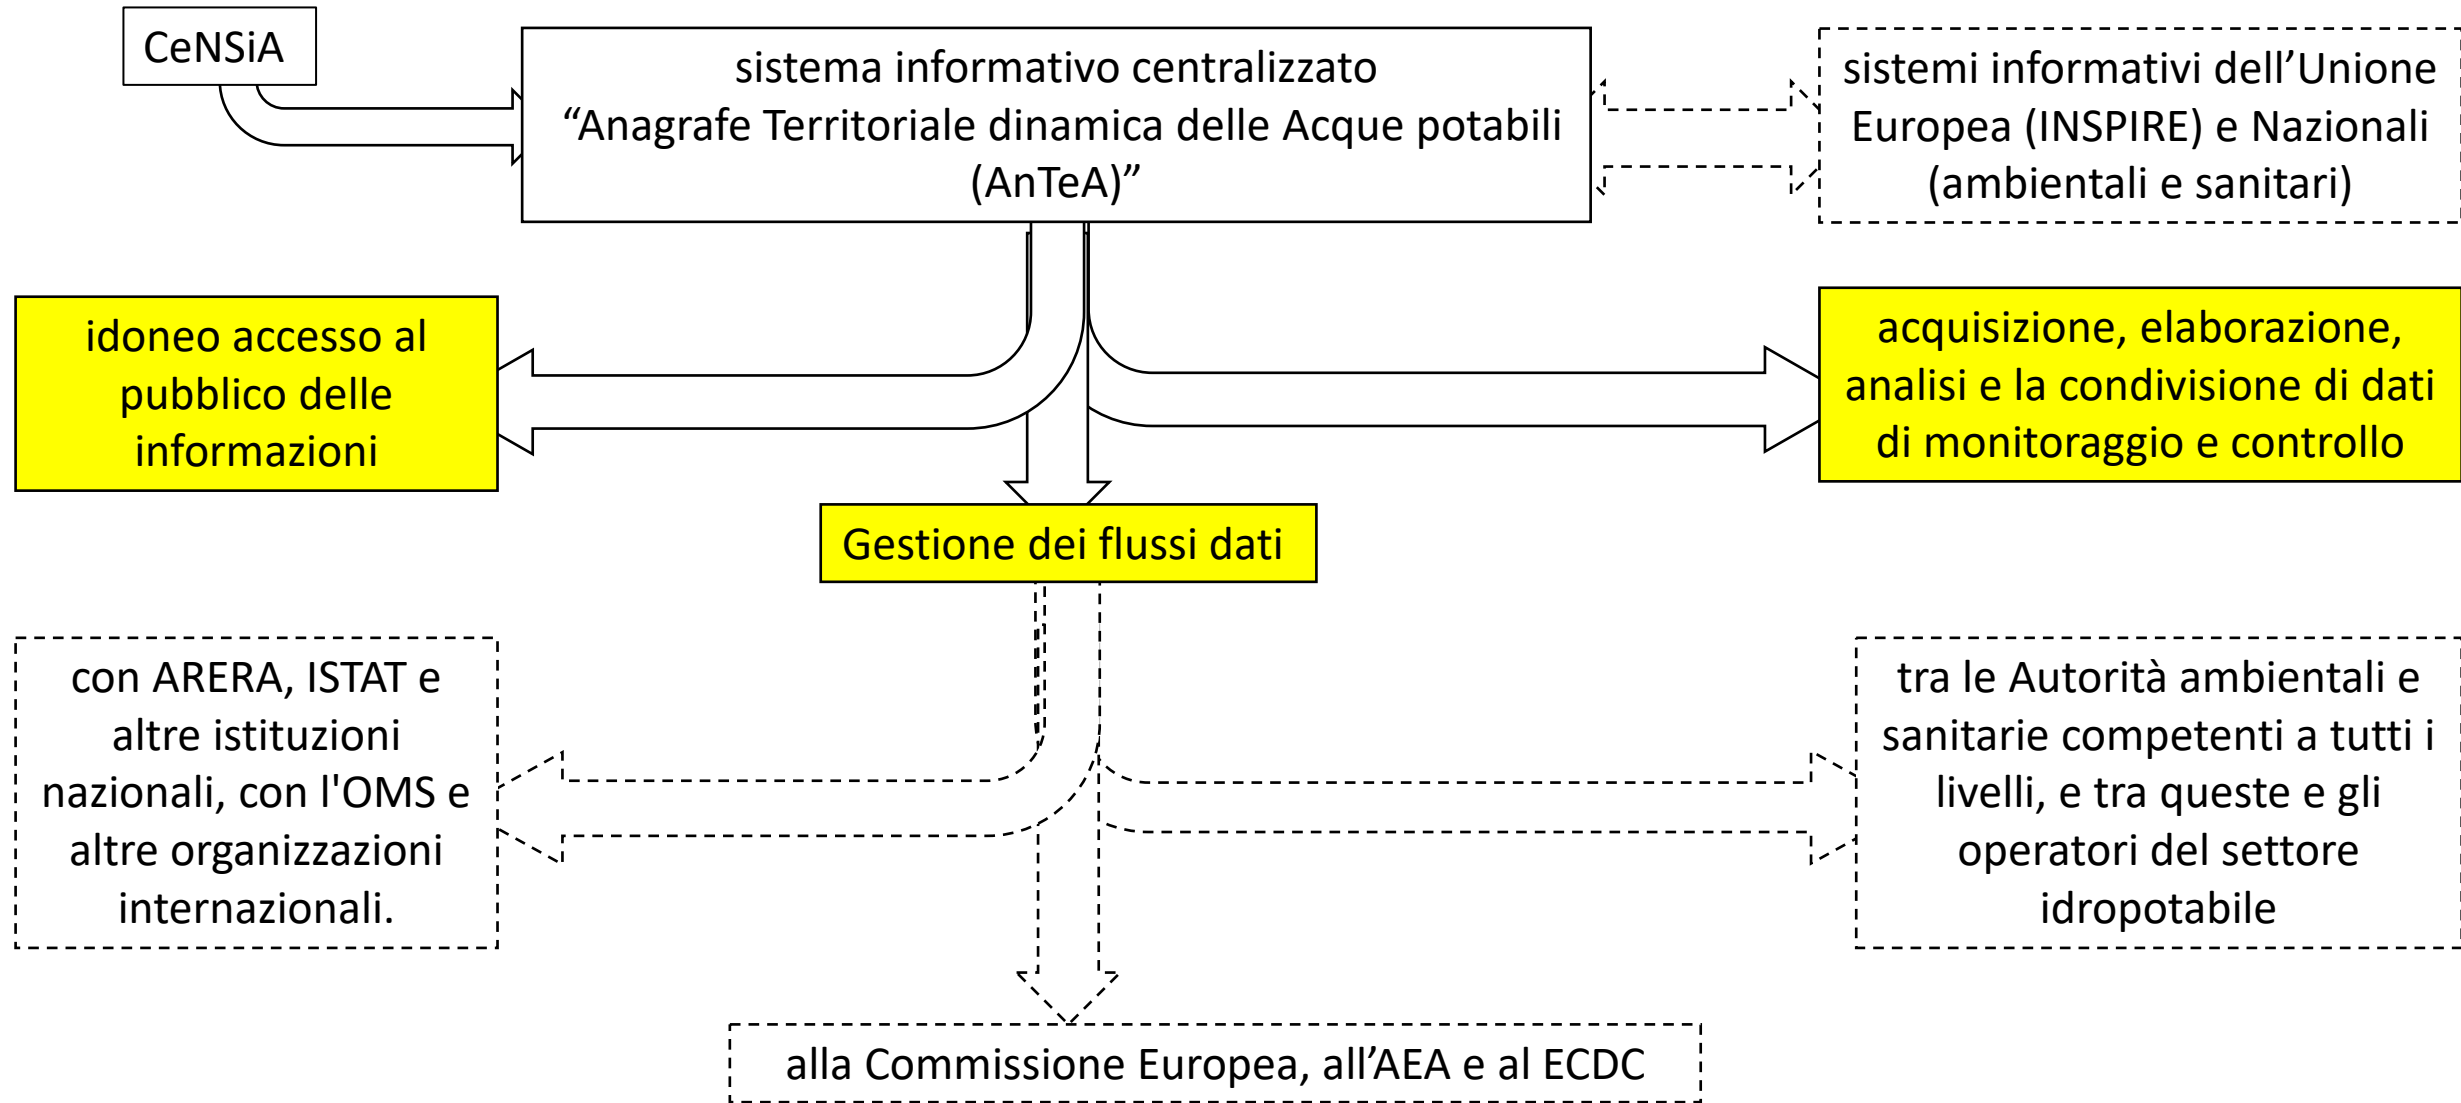 CeNSiA
sistema informativo centralizzato
“Anagrafe Territoriale dinamica delle Acque potabili
(AnTeA)”
sistemi informativi dell’Unione
Europea (INSPIRE) e Nazionali
(ambientali e sanitari)
idoneo accesso al
pubblico delle
informazioni
acquisizione, elaborazione,
analisi e la condivisione di dati
di monitoraggio e controllo
Gestione dei flussi dati
con ARERA, ISTAT e
altre istituzioni
nazionali, con l'OMS e
altre organizzazioni
internazionali.
tra le Autorità ambientali e
sanitarie competenti a tutti i
livelli, e tra queste e gli
operatori del settore
idropotabile
alla Commissione Europea, all’AEA e al ECDC